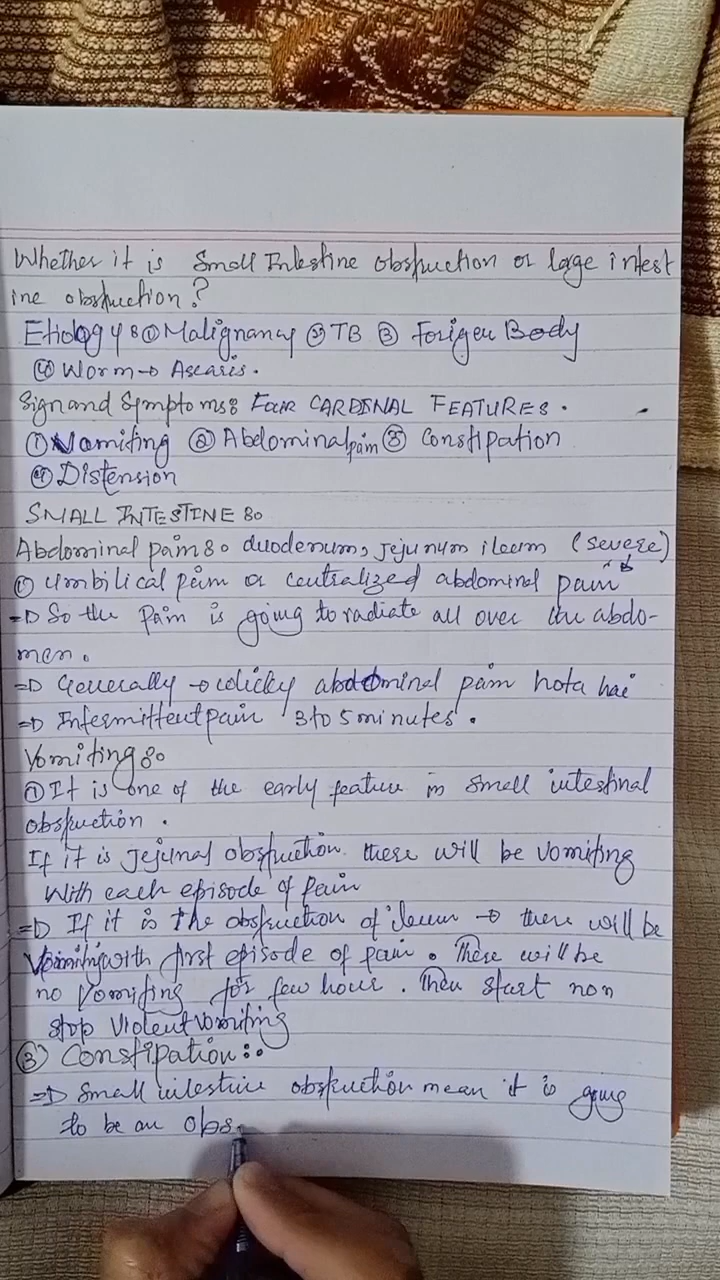 Whether it is Small Intestine obstruction or large intest
ine obstruction?
Etiology: ① Malignancy ② TB ③ Forigen Body
④ Worm → Ascaris.
Sign and Symptoms: FOUR CARDINAL FEATURES.
① Vomiting ② Abdominal pain ③ Constipation
④ Distension
SMALL INTESTINE:
Abdominal pain: duodenum, Jejunum ileum (severe)
① Umbilical pain or centralized abdominal pain
⇒ So the pain is going to radiate all over the abdo-
men.
⇒ Generally → colicky abdominal pain hota hai
⇒ Intermittent pain 3 to 5 minutes.
Vomiting:
① It is one of the early feature in small intestinal
obstruction.
If it is Jejunal obstruction there will be vomiting
with each episode of pain
⇒ If it is the obstruction of ileum → there will be
Vomiting with first episode of pain. There will be
no vomiting for few hour. Then start non
stop violent vomiting
③ Constipation:
⇒ Small intestine obstruction mean it is going
to be an obs